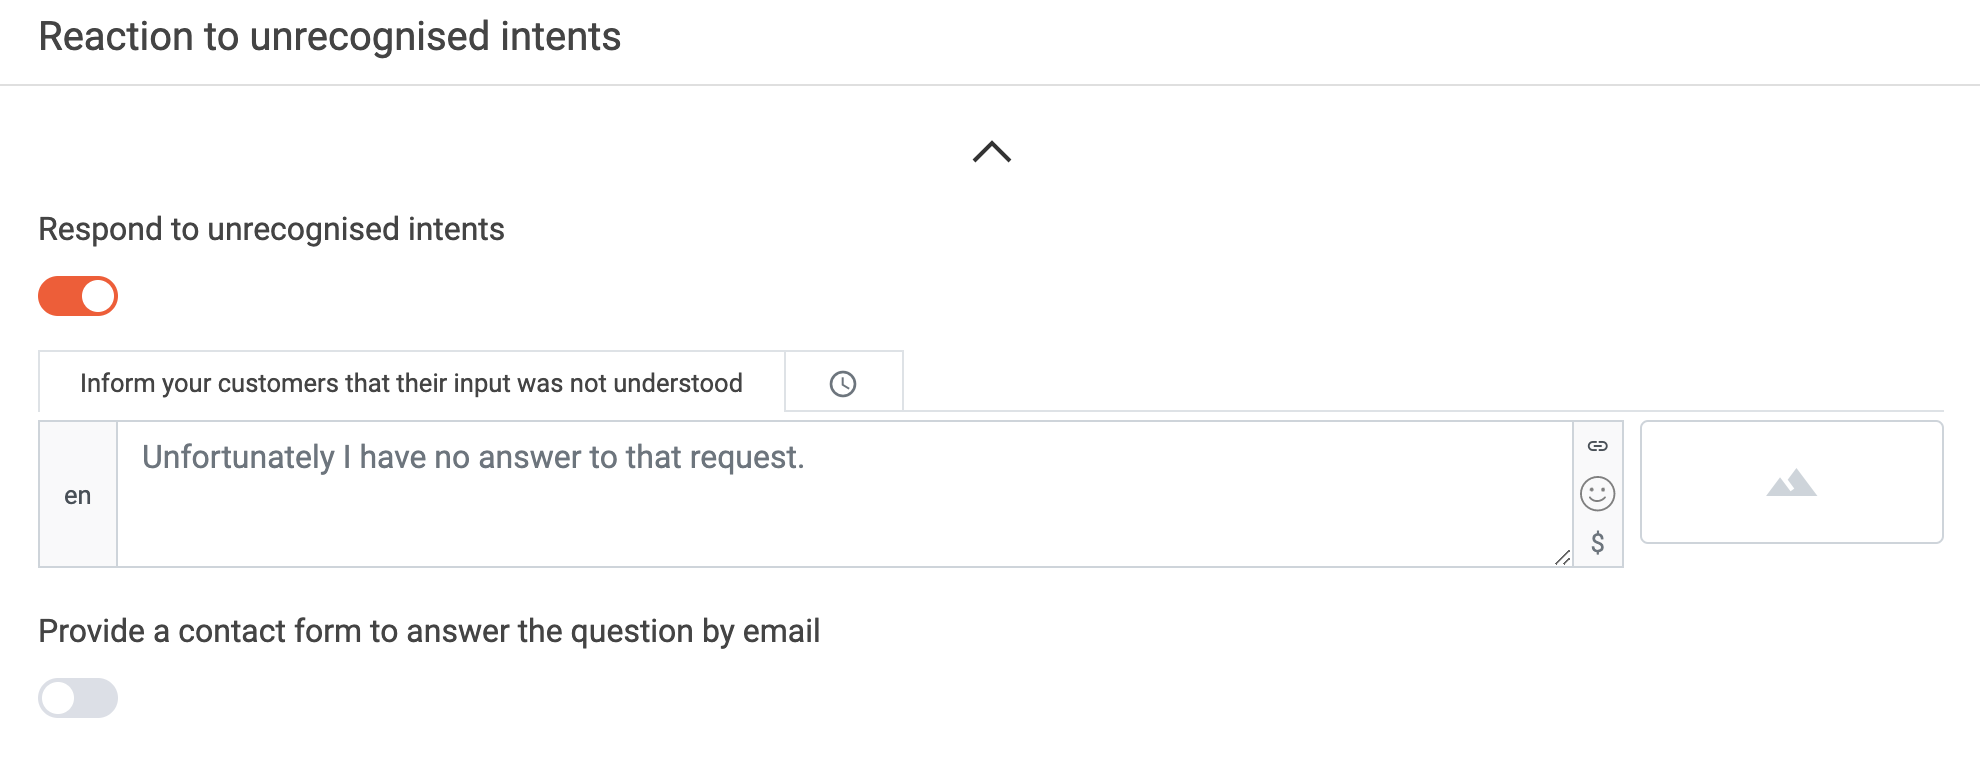 Reaction to unrecognised intents
Respond to unrecognised intents
Inform your customers that their input was not understood
en
Unfortunately I have no answer to that request.
$
Provide a contact form to answer the question by email